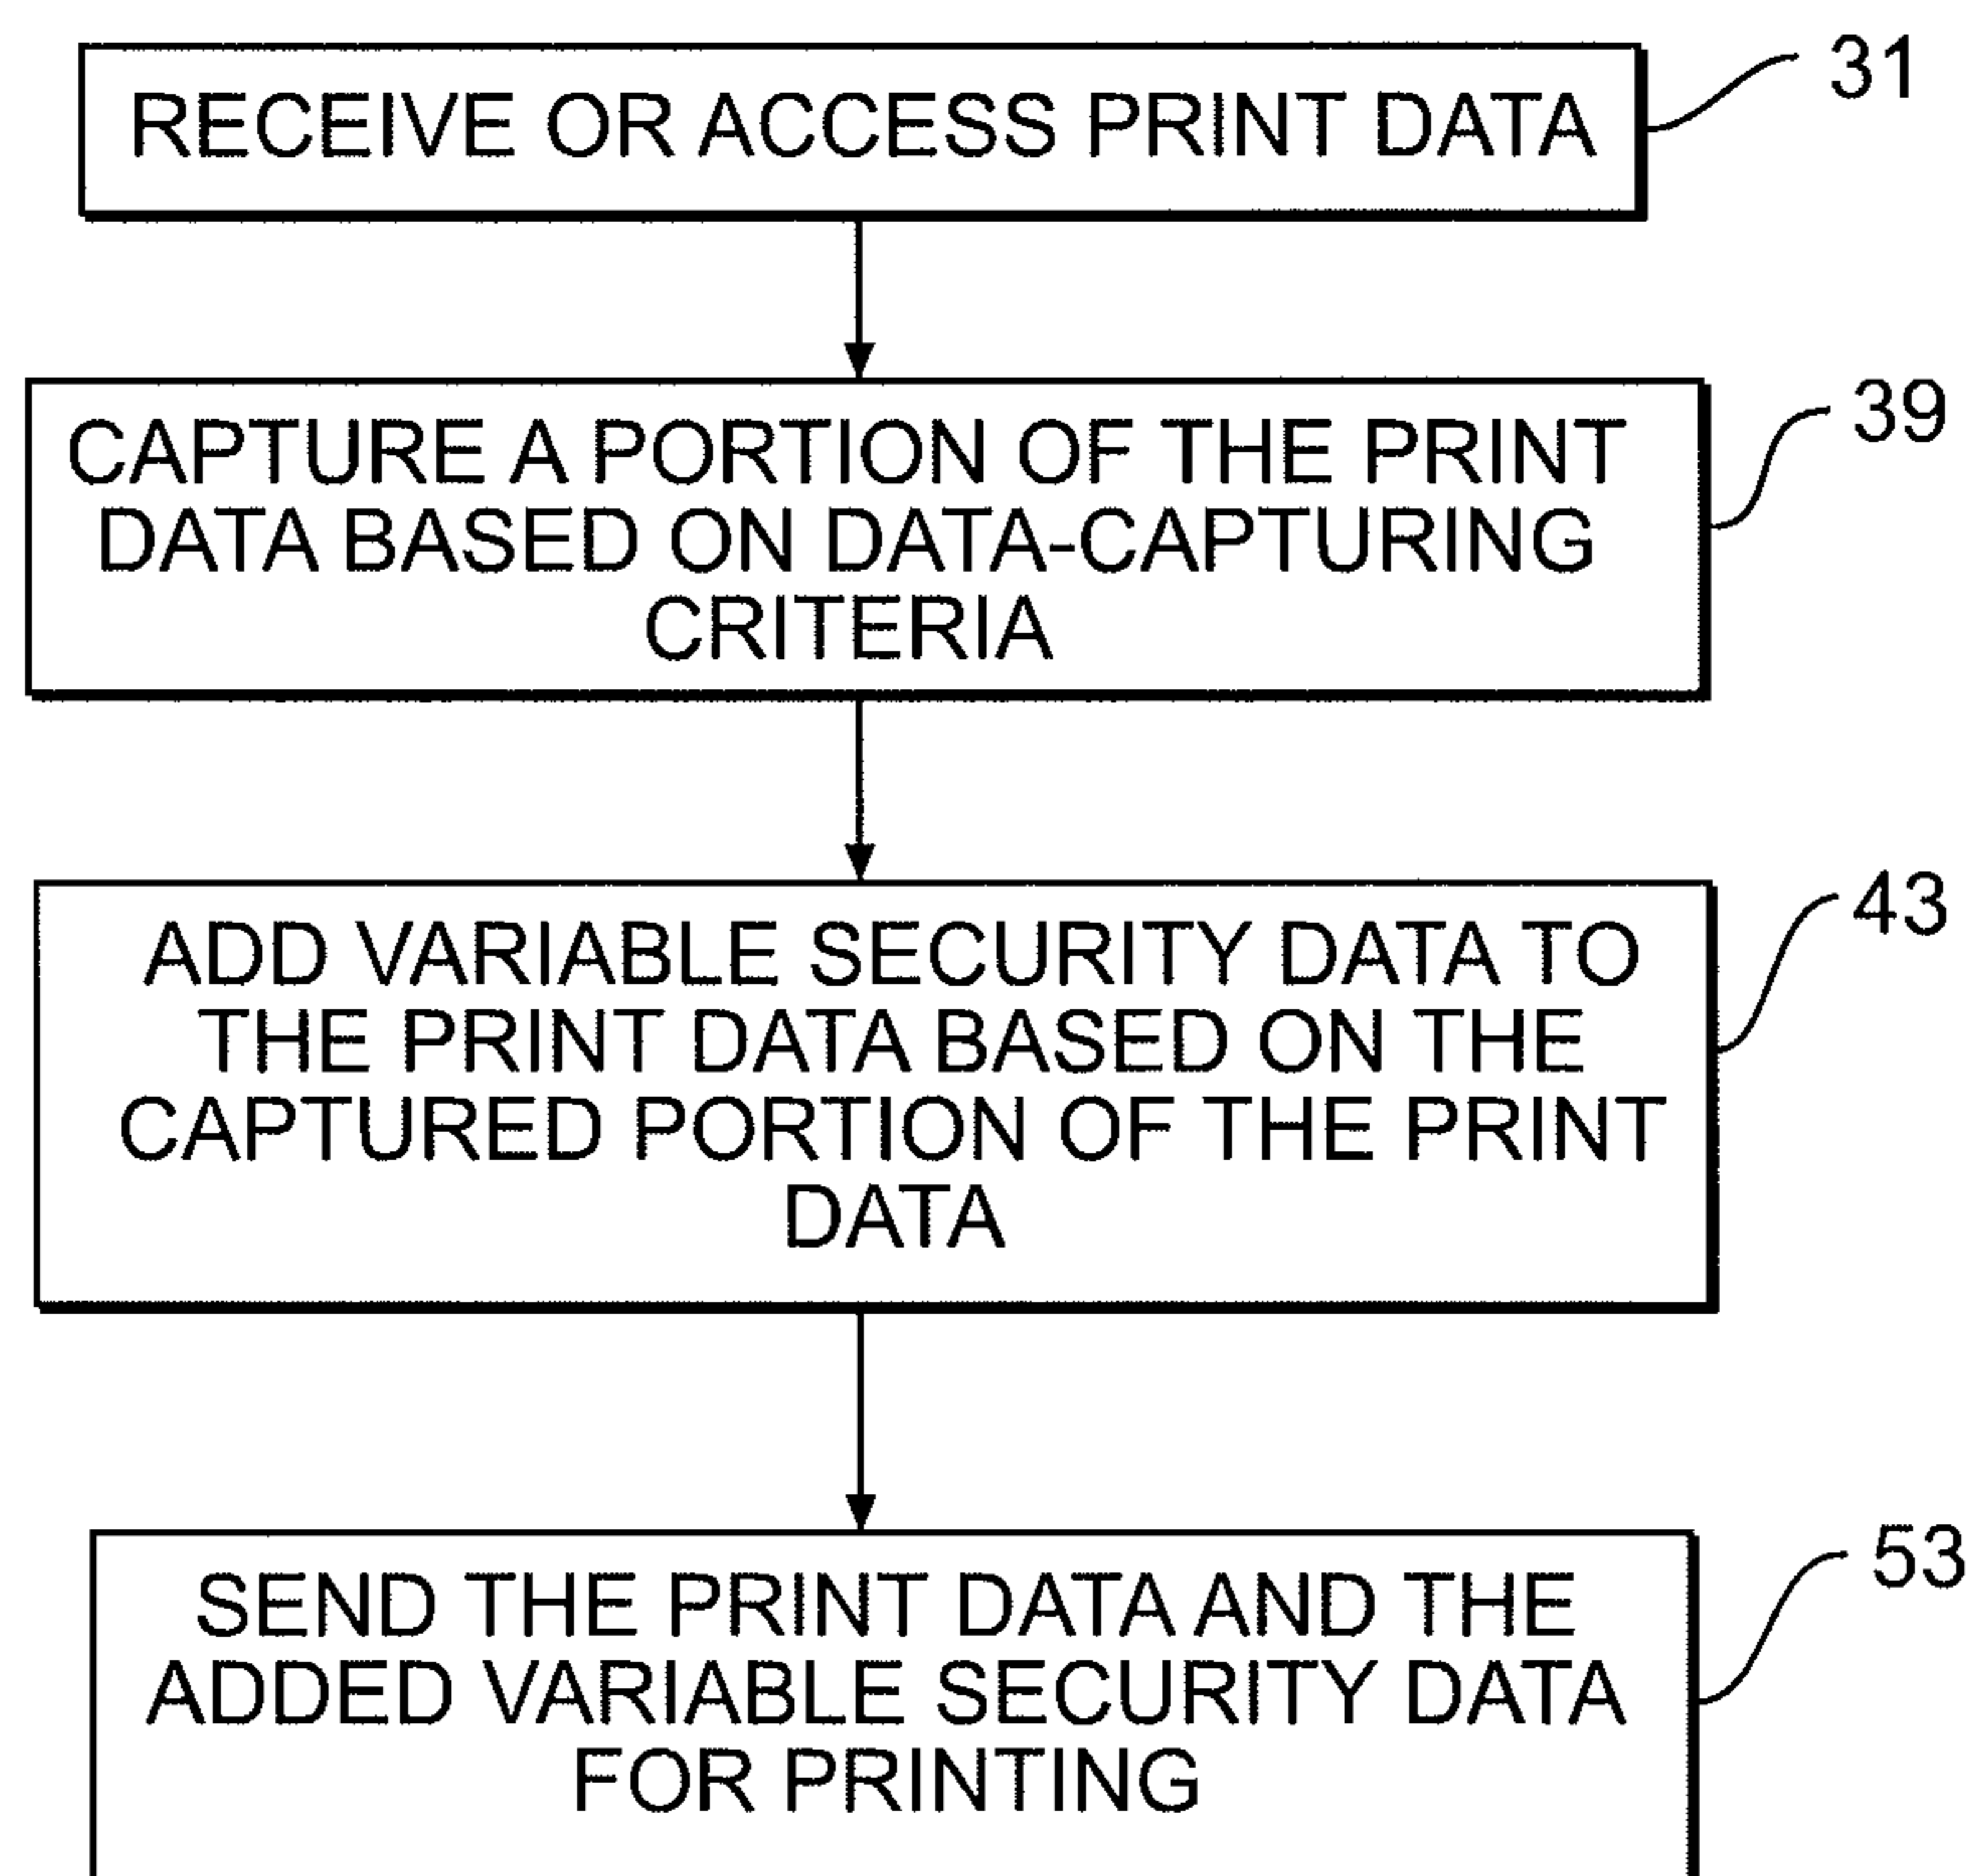 RECEIVE OR ACCESS PRINT DATA
31
CAPTURE A PORTION OF THE PRINT
DATA BASED ON DATA-CAPTURING
CRITERIA
39
ADD VARIABLE SECURITY DATA TO
THE PRINT DATA BASED ON THE
CAPTURED PORTION OF THE PRINT
DATA
43
SEND THE PRINT DATA AND THE
ADDED VARIABLE SECURITY DATA
FOR PRINTING
53